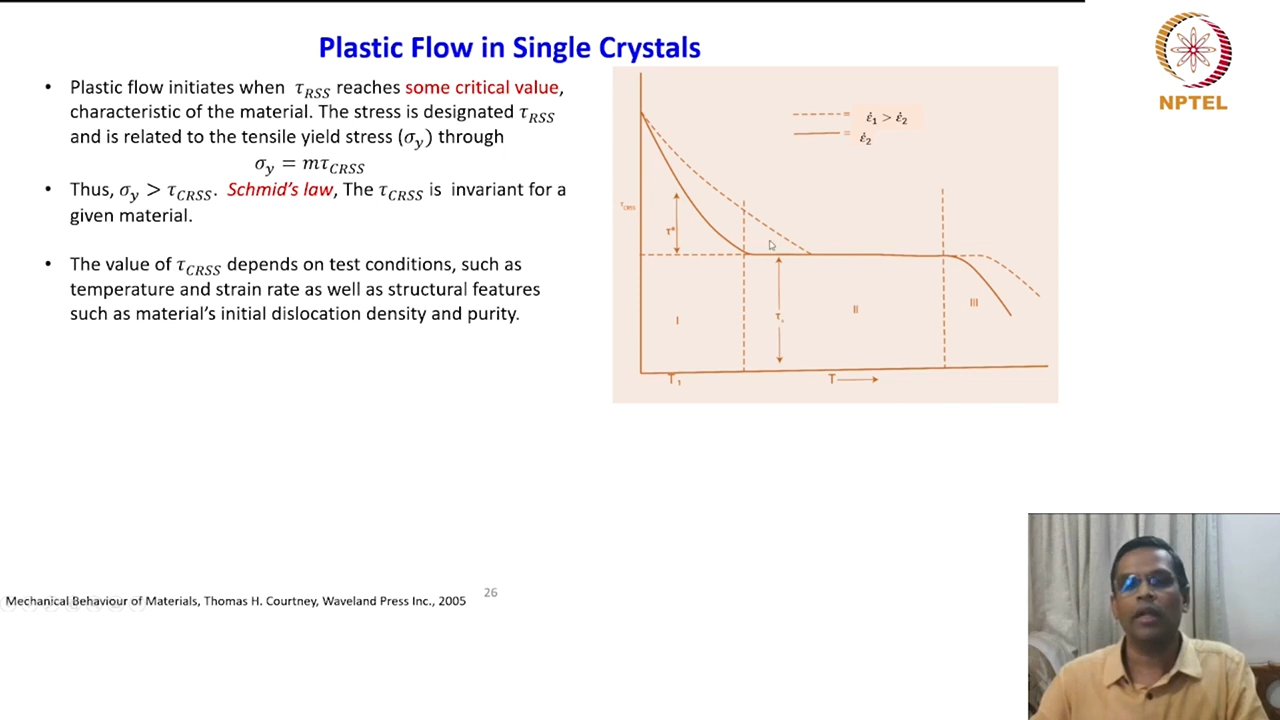 Plastic Flow in Single Crystals
• Plastic flow initiates when τ_RSS reaches some critical value,
characteristic of the material. The stress is designated τ_RSS
and is related to the tensile yield stress (σ_y) through
σ_y = mτ_CRSS
• Thus, σ_y > τ_CRSS. Schmid's law, The τ_CRSS is invariant for a
given material.
• The value of τ_CRSS depends on test conditions, such as
temperature and strain rate as well as structural features
such as material's initial dislocation density and purity.
= ε̇₁ > ε̇₂
= ε̇₂
τ_CRSS
τ*
I
II
III
T₁
T
NPTEL
26
Mechanical Behaviour of Materials, Thomas H. Courtney, Waveland Press Inc., 2005